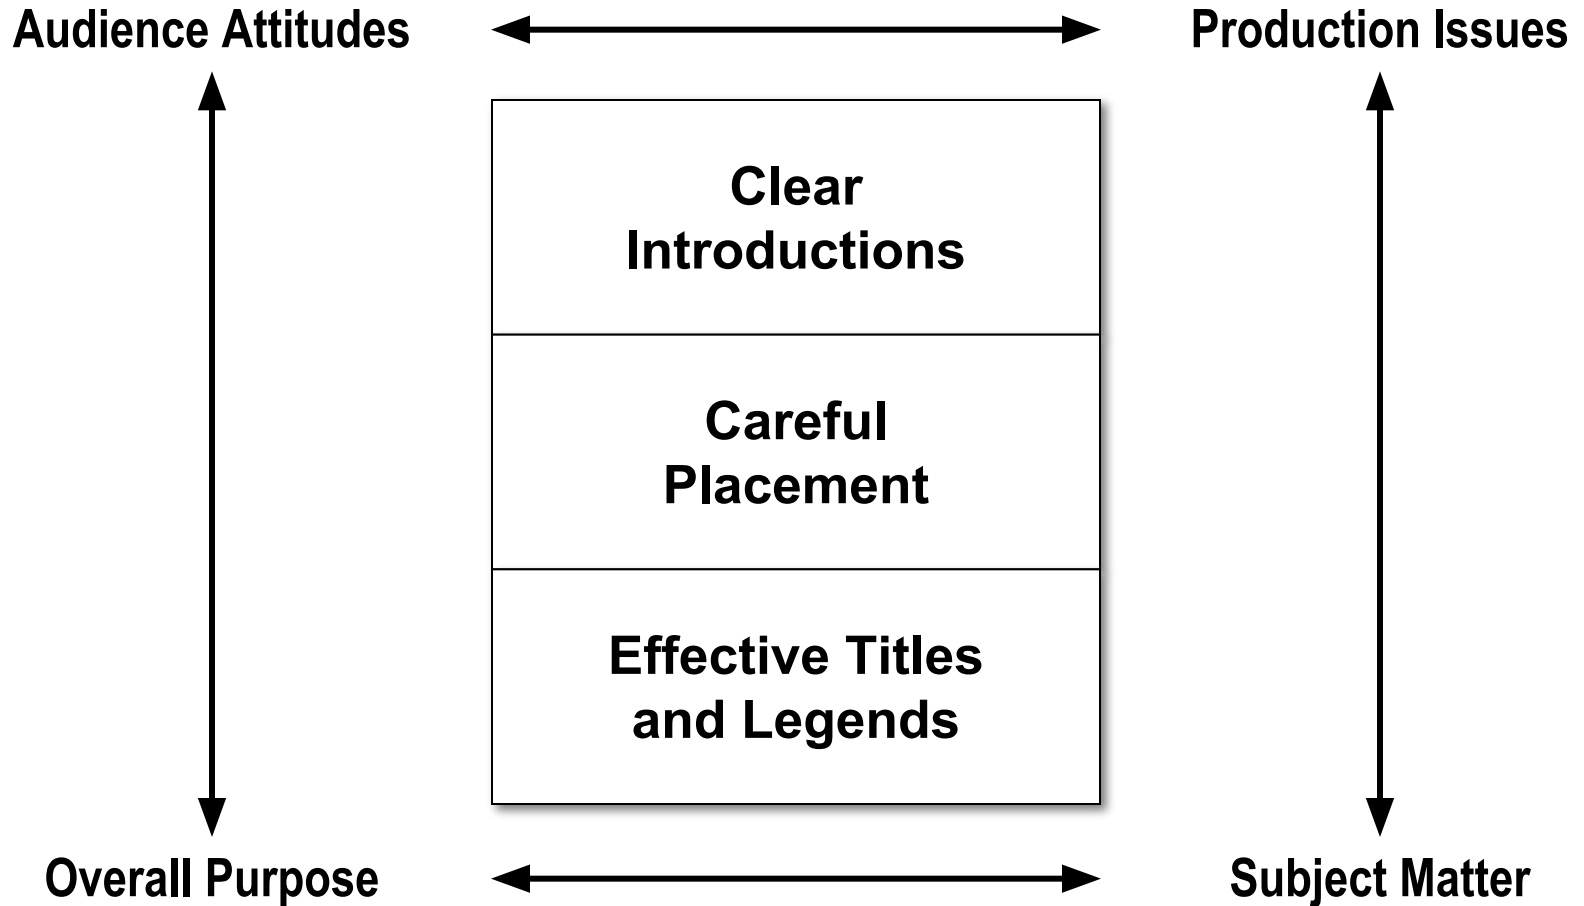 Audience Attitudes
Production Issues
Clear
Introductions
Careful
Placement
Effective Titles
and Legends
Overall Purpose
Subject Matter